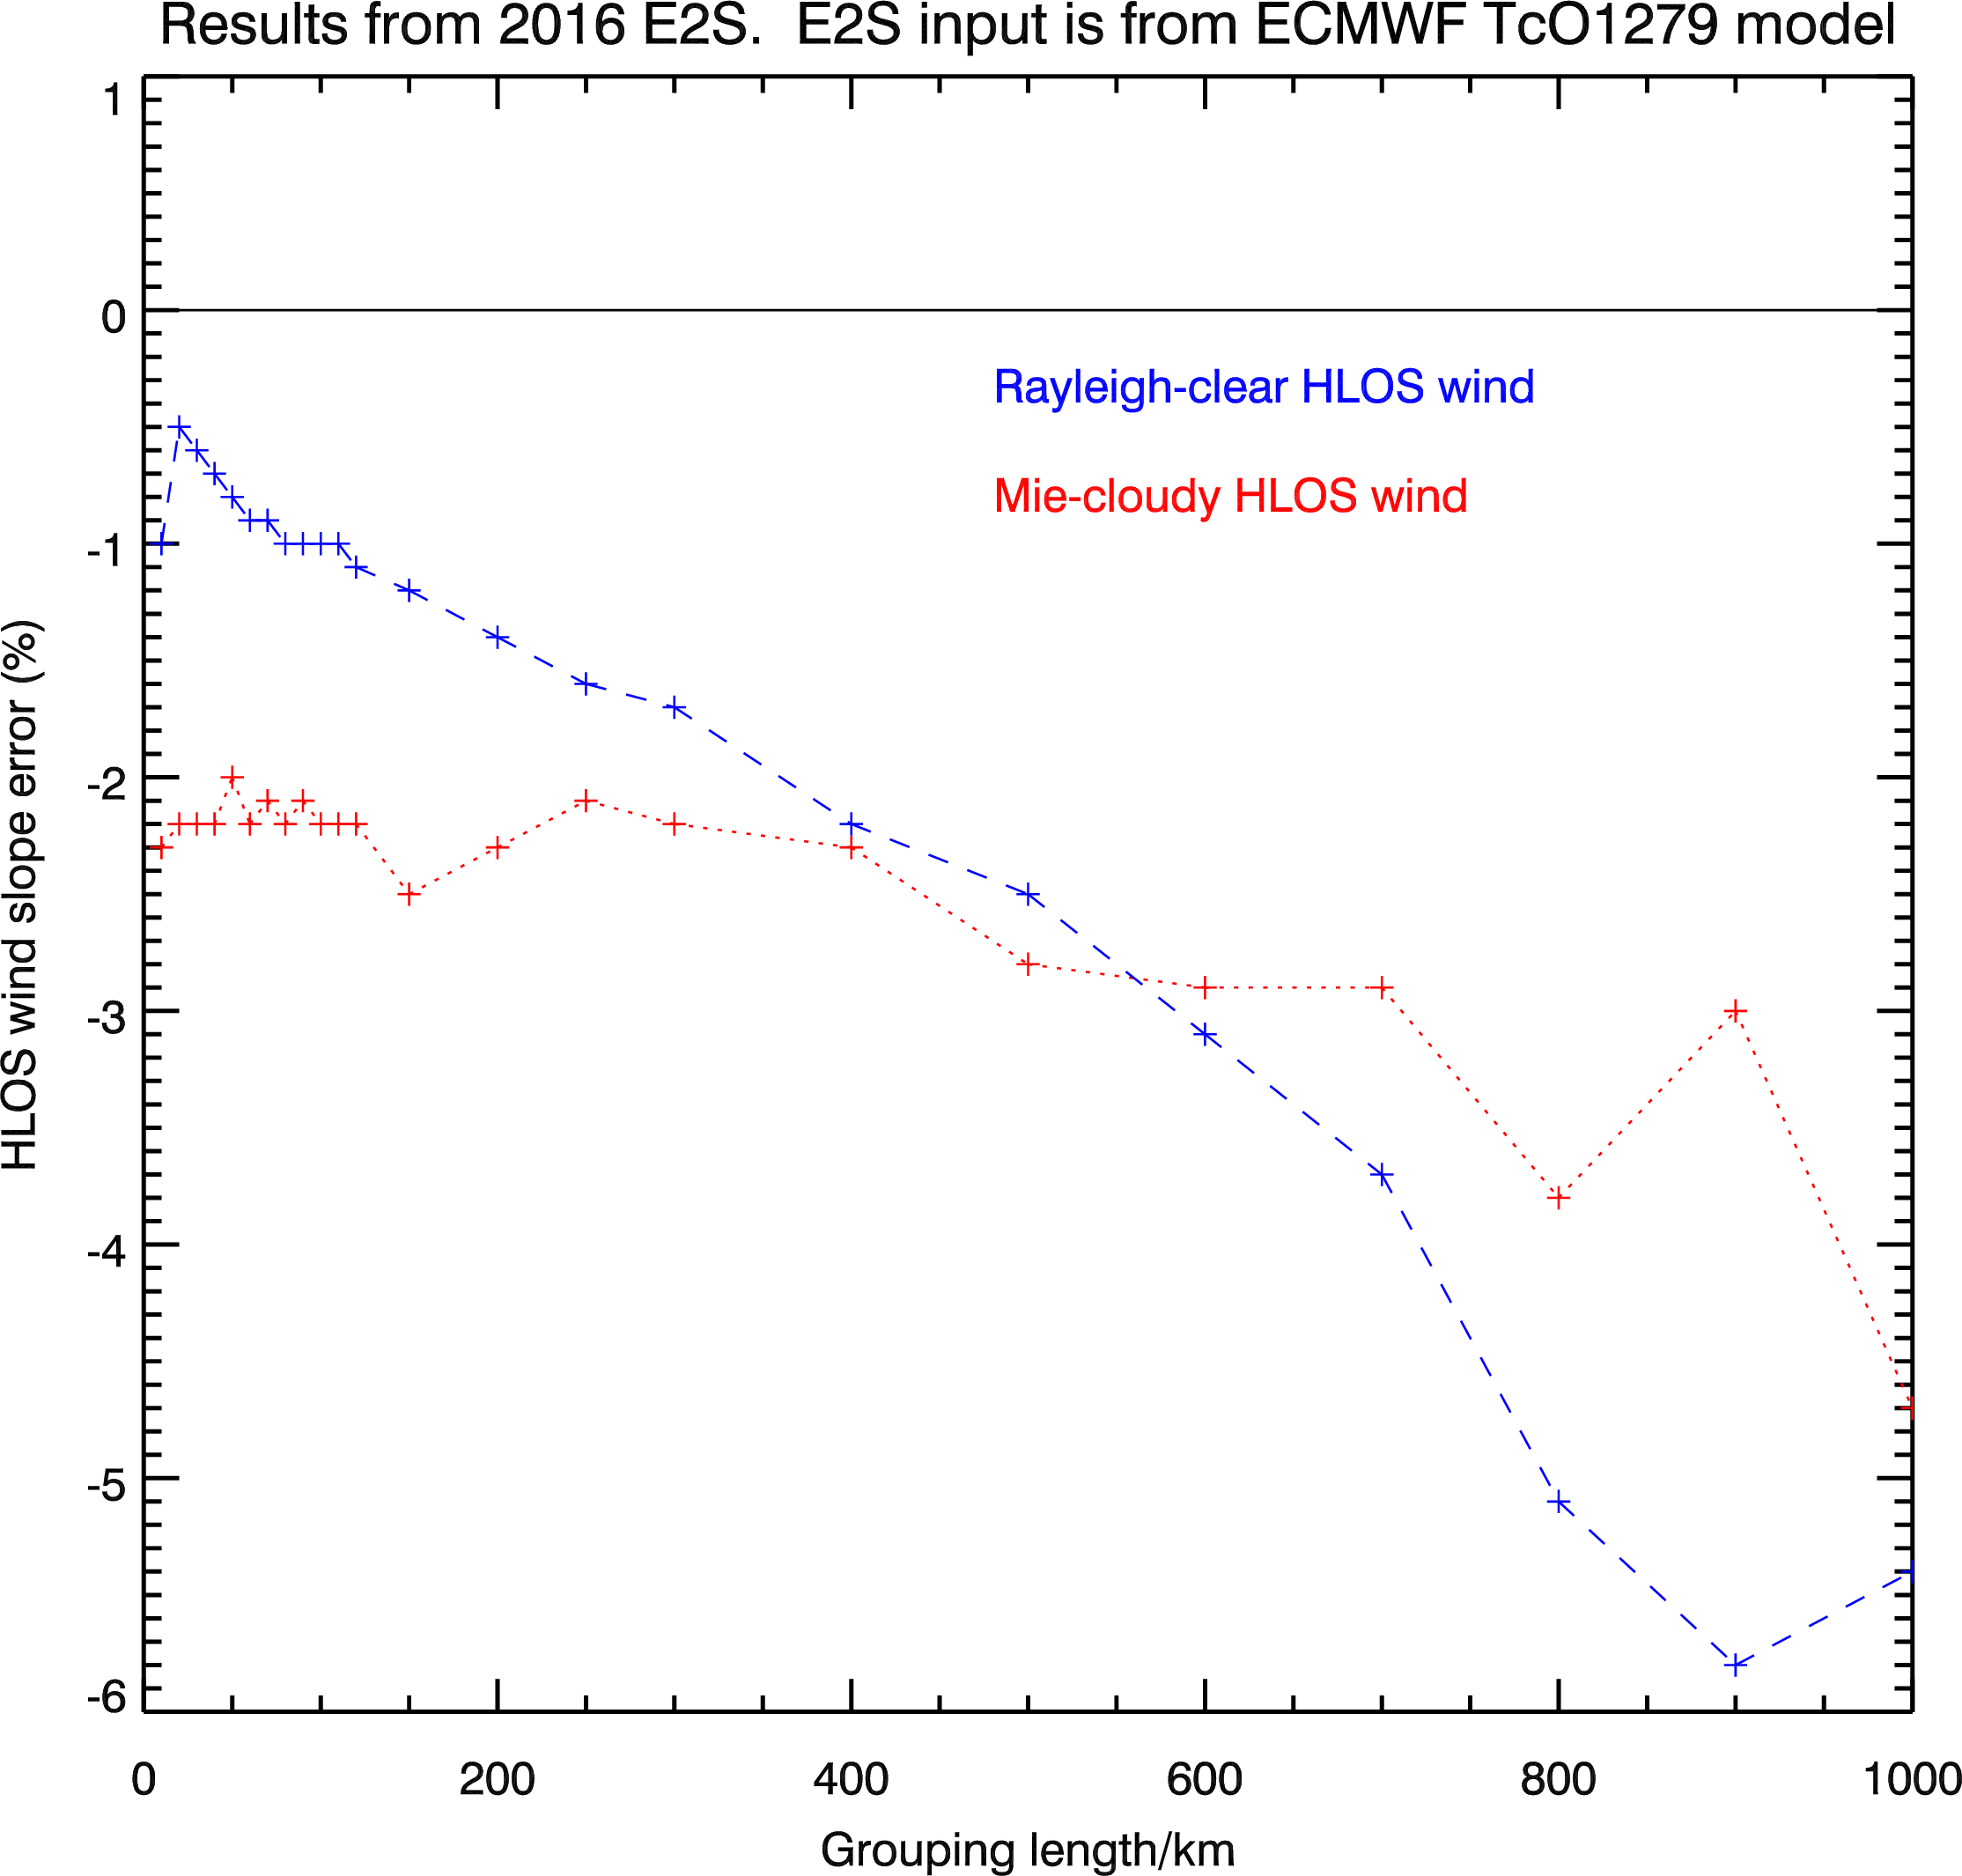 Results from 2016 E2S.  E2S input is from ECMWF TcO1279 model
1
0
-1
-2
-3
-4
-5
-6
HLOS wind slope error (%)
Rayleigh-clear HLOS wind
Mie-cloudy HLOS wind
0 200 400 600 800 1000
Grouping length/km